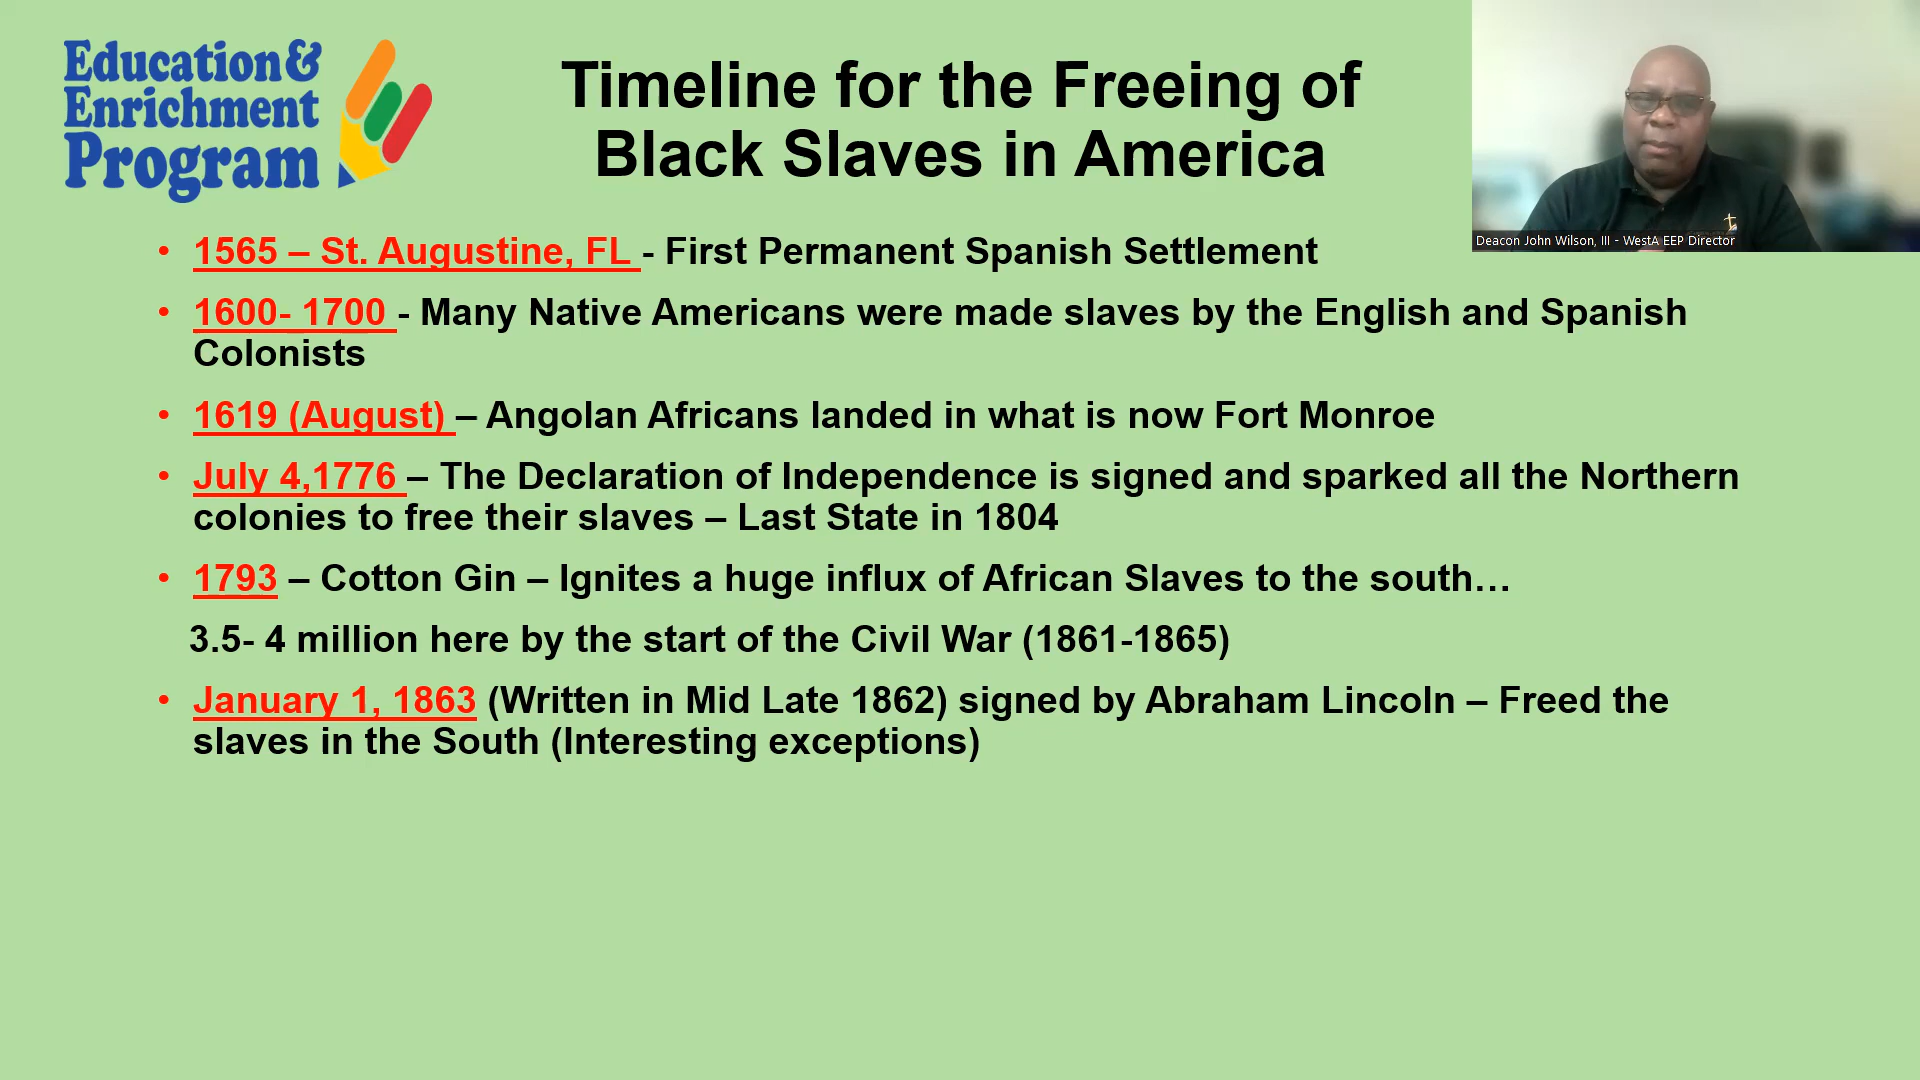 Education&
Enrichment
Program
Timeline for the Freeing of
Black Slaves in America
Deacon John Wilson, III - WestA EEP Director
• 1565 – St. Augustine, FL - First Permanent Spanish Settlement
• 1600- 1700 - Many Native Americans were made slaves by the English and Spanish
Colonists
• 1619 (August) – Angolan Africans landed in what is now Fort Monroe
• July 4,1776 – The Declaration of Independence is signed and sparked all the Northern
colonies to free their slaves – Last State in 1804
• 1793 – Cotton Gin – Ignites a huge influx of African Slaves to the south…
3.5- 4 million here by the start of the Civil War (1861-1865)
• January 1, 1863 (Written in Mid Late 1862) signed by Abraham Lincoln – Freed the
slaves in the South (Interesting exceptions)